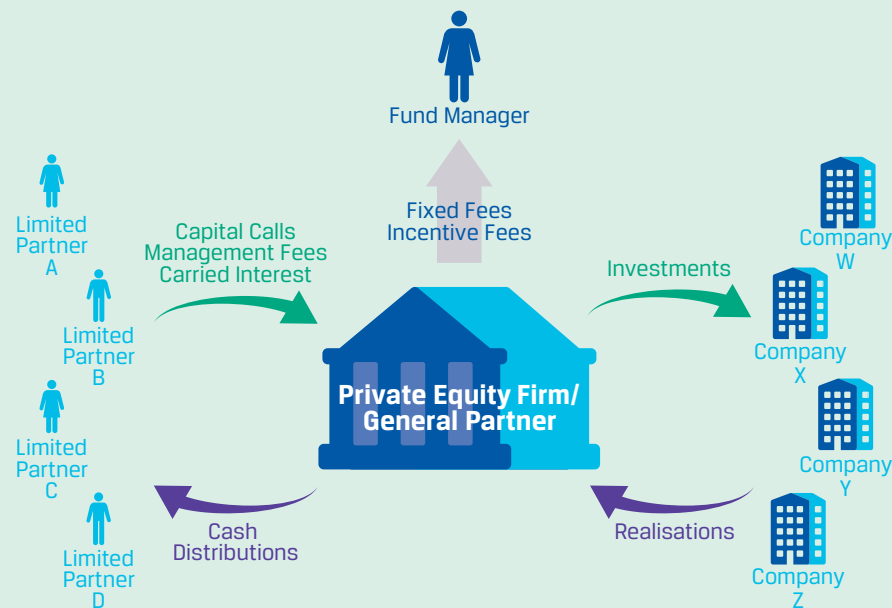 Fund Manager
Fixed Fees
Incentive Fees
Limited
Partner
A
Capital Calls
Management Fees
Carried Interest
Limited
Partner
B
Limited
Partner
C
Limited
Partner
D
Cash
Distributions
Private Equity Firm/
General Partner
Investments
Realisations
Company
W
Company
X
Company
Y
Company
Z